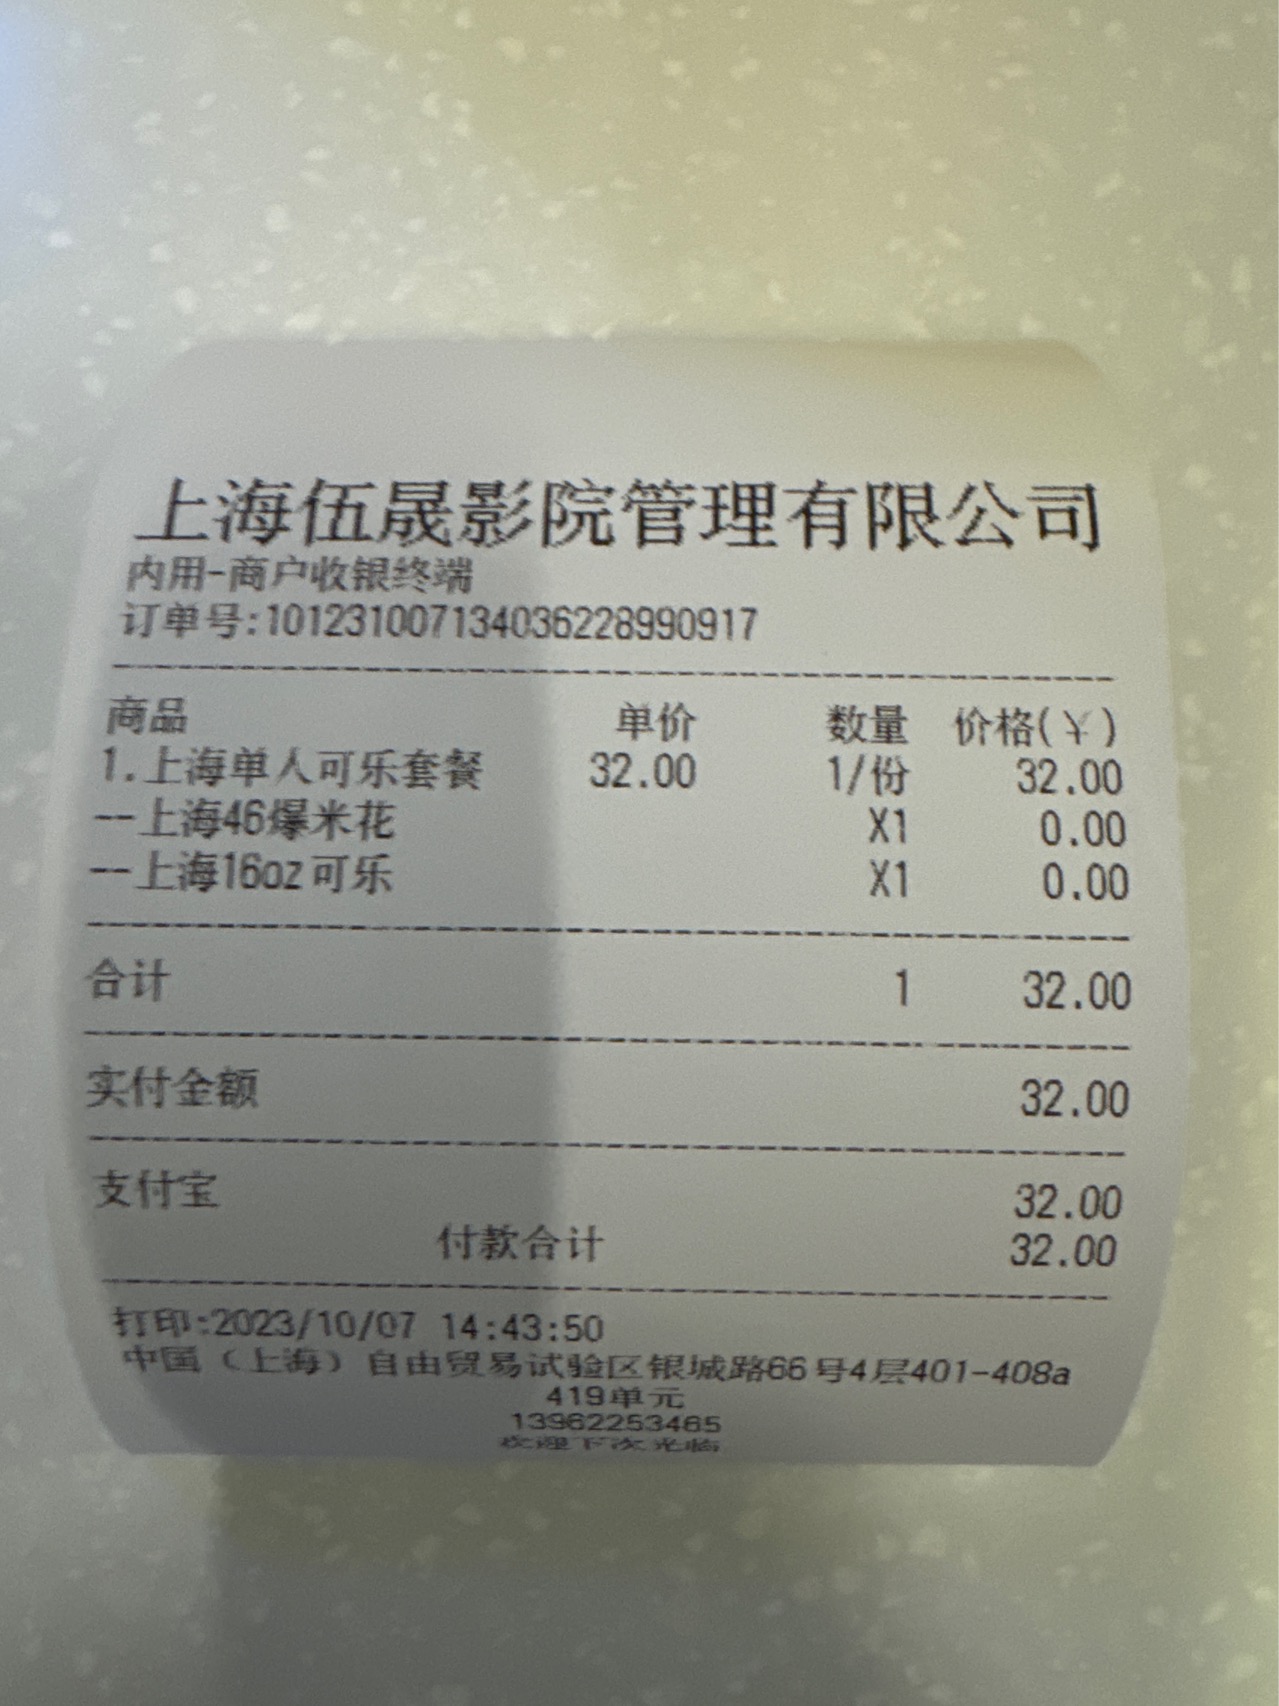 上海伍晟影院管理有限公司
内用-商户收银终端
订单号:101231007134036228990917
商品 单价 数量 价格(¥)
1.上海单人可乐套餐 32.00 1/份 32.00
--上海46爆米花 X1 0.00
--上海16oz可乐 X1 0.00
合计 1 32.00
实付金额 32.00
支付宝 32.00
付款合计 32.00
打印:2023/10/07 14:43:50
中国（上海）自由贸易试验区银城路66号4层401-408a
419单元
13962253465
欢迎下次光临